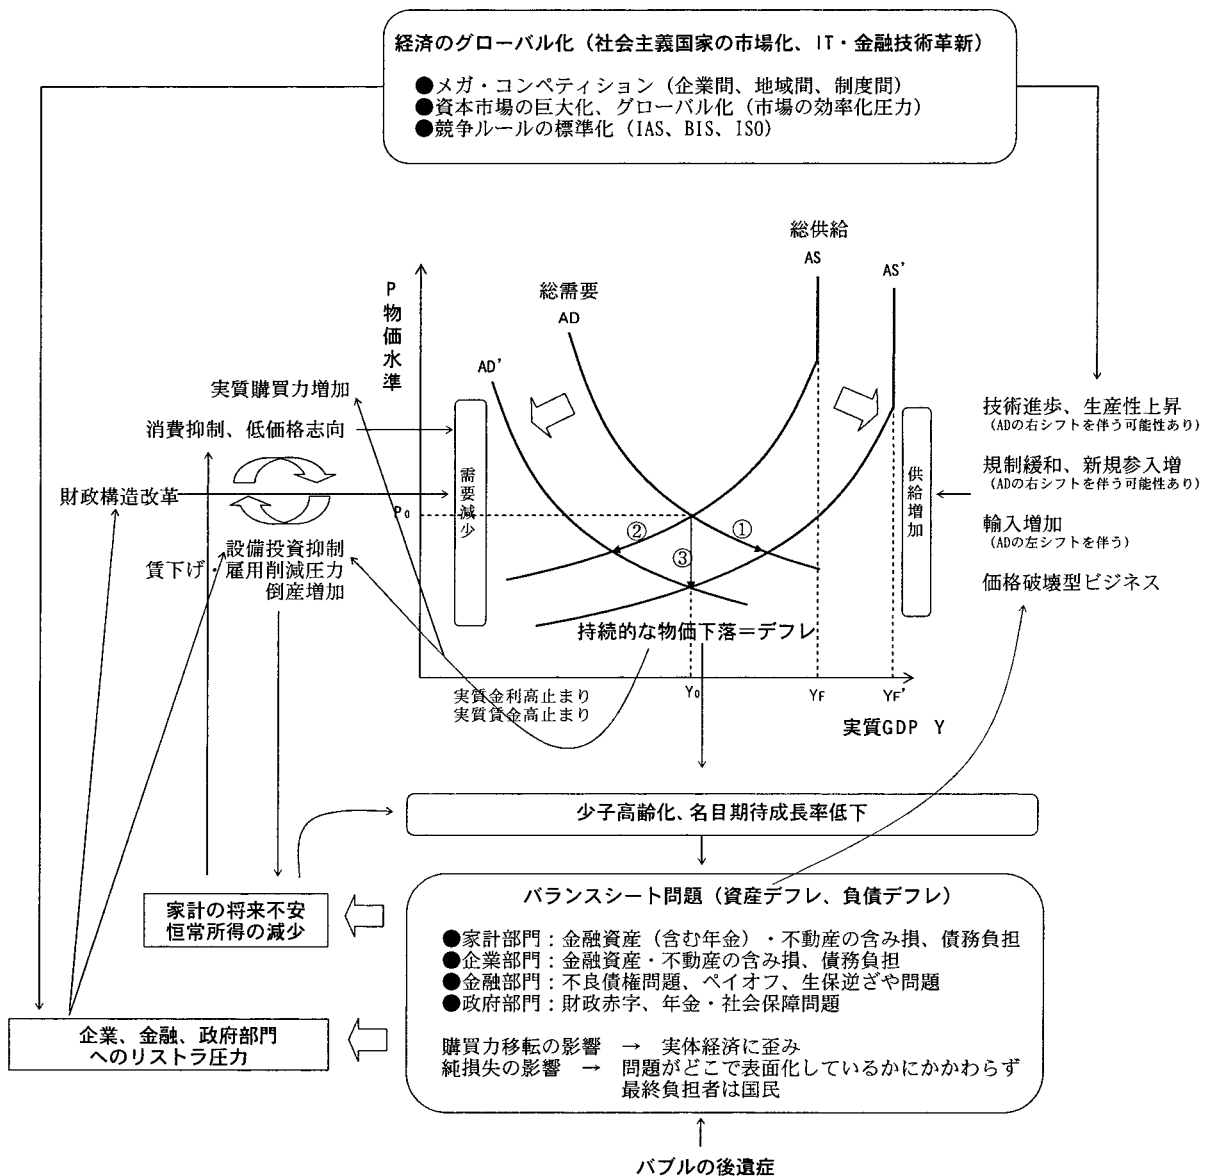 経済のグローバル化（社会主義国家の市場化、IT・金融技術革新）
●メガ・コンペティション（企業間、地域間、制度間）
●資本市場の巨大化、グローバル化（市場の効率化圧力）
●競争ルールの標準化（IAS、BIS、ISO）
総供給
AS
AS'
P
物価水準
総需要
AD
AD'
実質購買力増加
消費抑制、低価格志向
財政構造改革
設備投資抑制
賃下げ・雇用削減圧力
倒産増加
需要減少
P₀
①
②
③
供給増加
技術進歩、生産性上昇
（ADの右シフトを伴う可能性あり）
規制緩和、新規参入増
（ADの右シフトを伴う可能性あり）
輸入増加
（ADの左シフトを伴う）
価格破壊型ビジネス
持続的な物価下落＝デフレ
実質金利高止まり
実質賃金高止まり
Y₀
YF
YF'
実質GDP Y
少子高齢化、名目期待成長率低下
家計の将来不安
恒常所得の減少
企業、金融、政府部門
へのリストラ圧力
バランスシート問題（資産デフレ、負債デフレ）
●家計部門：金融資産（含む年金）・不動産の含み損、債務負担
●企業部門：金融資産・不動産の含み損、債務負担
●金融部門：不良債権問題、ペイオフ、生保逆ざや問題
●政府部門：財政赤字、年金・社会保障問題
購買力移転の影響 → 実体経済に歪み
純損失の影響 → 問題がどこで表面化しているかにかかわらず
最終負担者は国民
バブルの後遺症